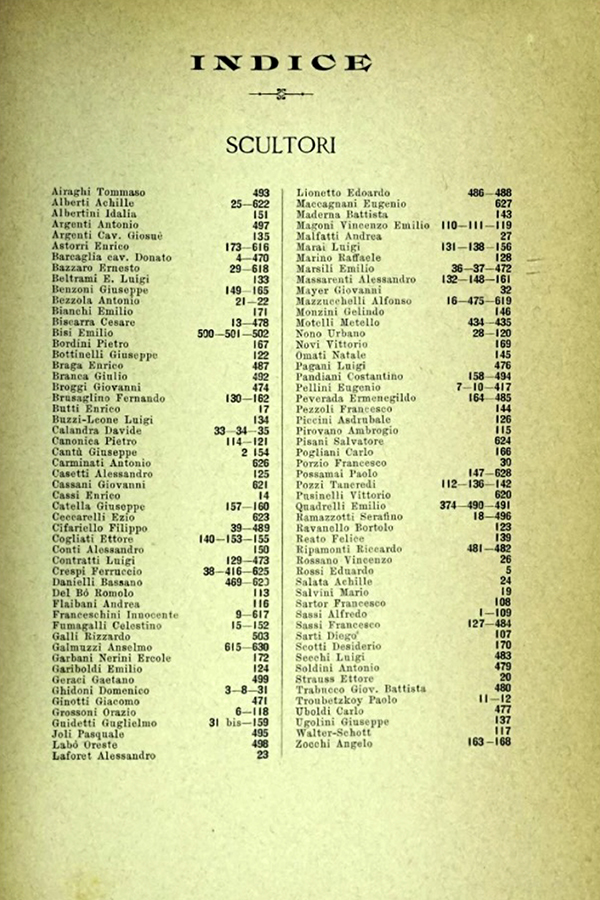 INDICE
SCULTORI
Airaghi Tommaso 493
Alberti Achille 25—622
Albertini Idalia 151
Argenti Antonio 497
Argenti Cav. Giosuè 135
Astorri Enrico 173—616
Barcaglia cav. Donato 4—470
Bazzaro Ernesto 29—618
Beltrami E. Luigi 133
Benzoni Giuseppe 149—165
Bezzola Antonio 21—22
Bianchi Emilio 171
Biscarra Cesare 13—478
Bisi Emilio 500—501—502
Bordini Pietro 167
Bottinelli Giuseppe 122
Braga Enrico 487
Branca Giulio 492
Broggi Giovanni 474
Brusaglino Fernando 130—162
Butti Enrico 17
Buzzi-Leone Luigi 134
Calandra Davide 33—34—35
Canonica Pietro 114—121
Cantù Giuseppe 2 154
Carminati Antonio 626
Casetti Alessandro 125
Cassani Giovanni 621
Cassi Enrico 14
Catella Giuseppe 157—160
Ceccarelli Ezio 623
Cifariello Filippo 39—489
Cogliati Ettore 140—153—155
Conti Alessandro 150
Contratti Luigi 129—473
Crespi Ferruccio 38—416—625
Danielli Bassano 469—620
Del Bó Romolo 113
Flaibani Andrea 116
Franceschini Innocente 9—617
Fumagalli Celestino 15—152
Galli Rizzardo 503
Galmuzzi Anselmo 615—630
Garbani Nerini Ercole 172
Gariboldi Emilio 124
Geraci Gaetano 499
Ghidoni Domenico 3—8—31
Ginotti Giacomo 471
Grossoni Orazio 6—118
Guidetti Guglielmo 31 bis—159
Joli Pasquale 495
Labó Oreste 498
Laforet Alessandro 23
Lionetto Edoardo 486—488
Maccagnani Eugenio 627
Maderna Battista 143
Magoni Vincenzo Emilio 110—111—119
Malfatti Andrea 27
Marai Luigi 131—138—156
Marino Raffaele 128
Marsili Emilio 36—37—472
Massarenti Alessandro 132—148—161
Mayer Giovanni 32
Mazzucchelli Alfonso 16—475—619
Monzini Gelindo 146
Motelli Metello 434—435
Nono Urbano 28—120
Novi Vittorio 169
Omati Natale 145
Pagani Luigi 476
Pandiani Costantino 158—494
Pellini Eugenio 7—10—417
Peverada Ermenegildo 164—485
Pezzoli Francesco 144
Piccini Asdrubale 126
Pirovano Ambrogio 115
Pisani Salvatore 624
Pogliani Carlo 166
Porzio Francesco 30
Possamai Paolo 147—628
Pozzi Tancredi 112—136—142
Pusinelli Vittorio 620
Quadrelli Emilio 374—490—491
Ramazzotti Serafino 18—496
Ravanello Bortolo 123
Reato Felice 139
Ripamonti Riccardo 481—482
Rossano Vincenzo 26
Rossi Eduardo 5
Salata Achille 24
Salvini Mario 19
Sartor Francesco 108
Sassi Alfredo 1—109
Sassi Francesco 127—484
Sarti Diego 107
Scotti Desiderio 170
Secchi Luigi 483
Soldini Antonio 479
Strauss Ettore 20
Trabucco Giov. Battista 480
Troubetzkoy Paolo 11—12
Uboldi Carlo 477
Ugolini Giuseppe 137
Walter-Schott 117
Zocchi Angelo 163—168